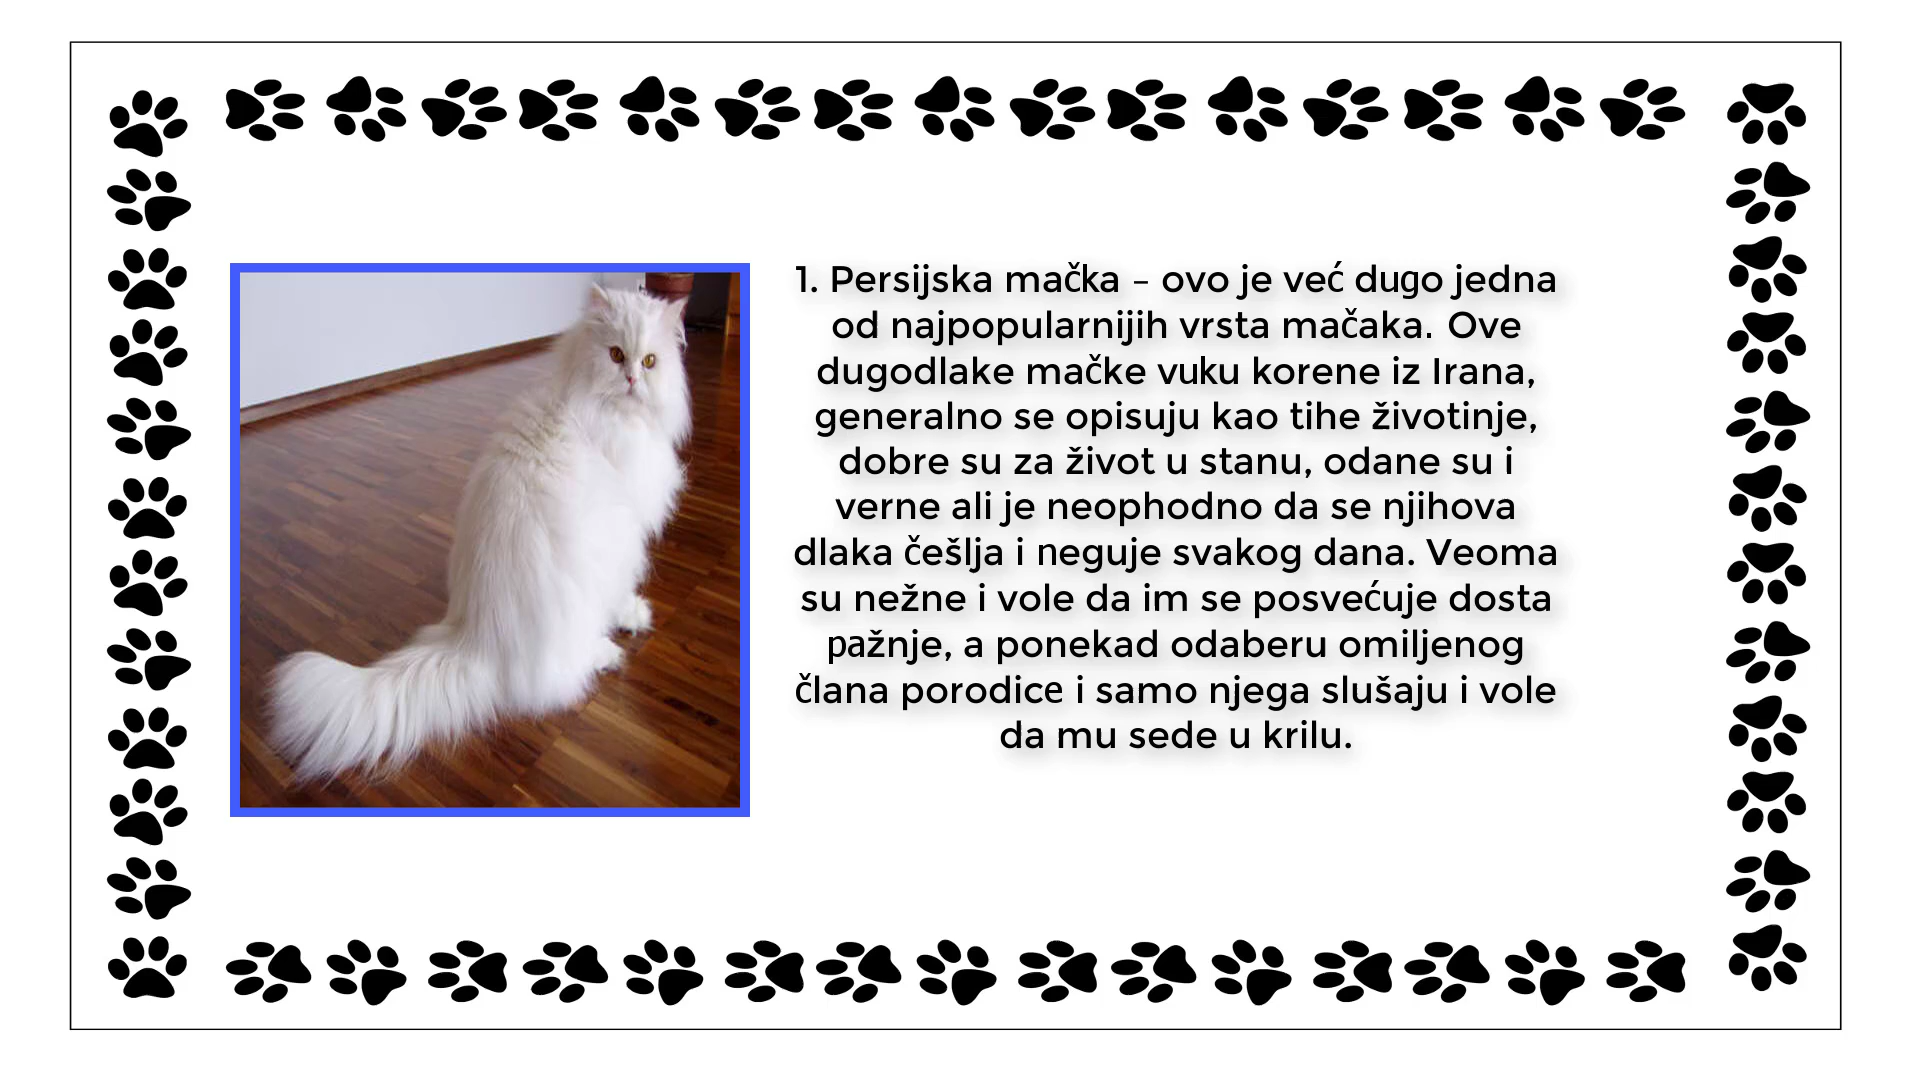 1. Persijska mačka – ovo je već dugo jedna
od najpopularnijih vrsta mačaka. Ove
dugodlake mačke vuku korene iz Irana,
generalno se opisuju kao tihe životinje,
dobre su za život u stanu, odane su i
verne ali je neophodno da se njihova
dlaka češlja i neguje svakog dana. Veoma
su nežne i vole da im se posvećuje dosta
pažnje, a ponekad odaberu omiljenog
člana porodice i samo njega slušaju i vole
da mu sede u krilu.